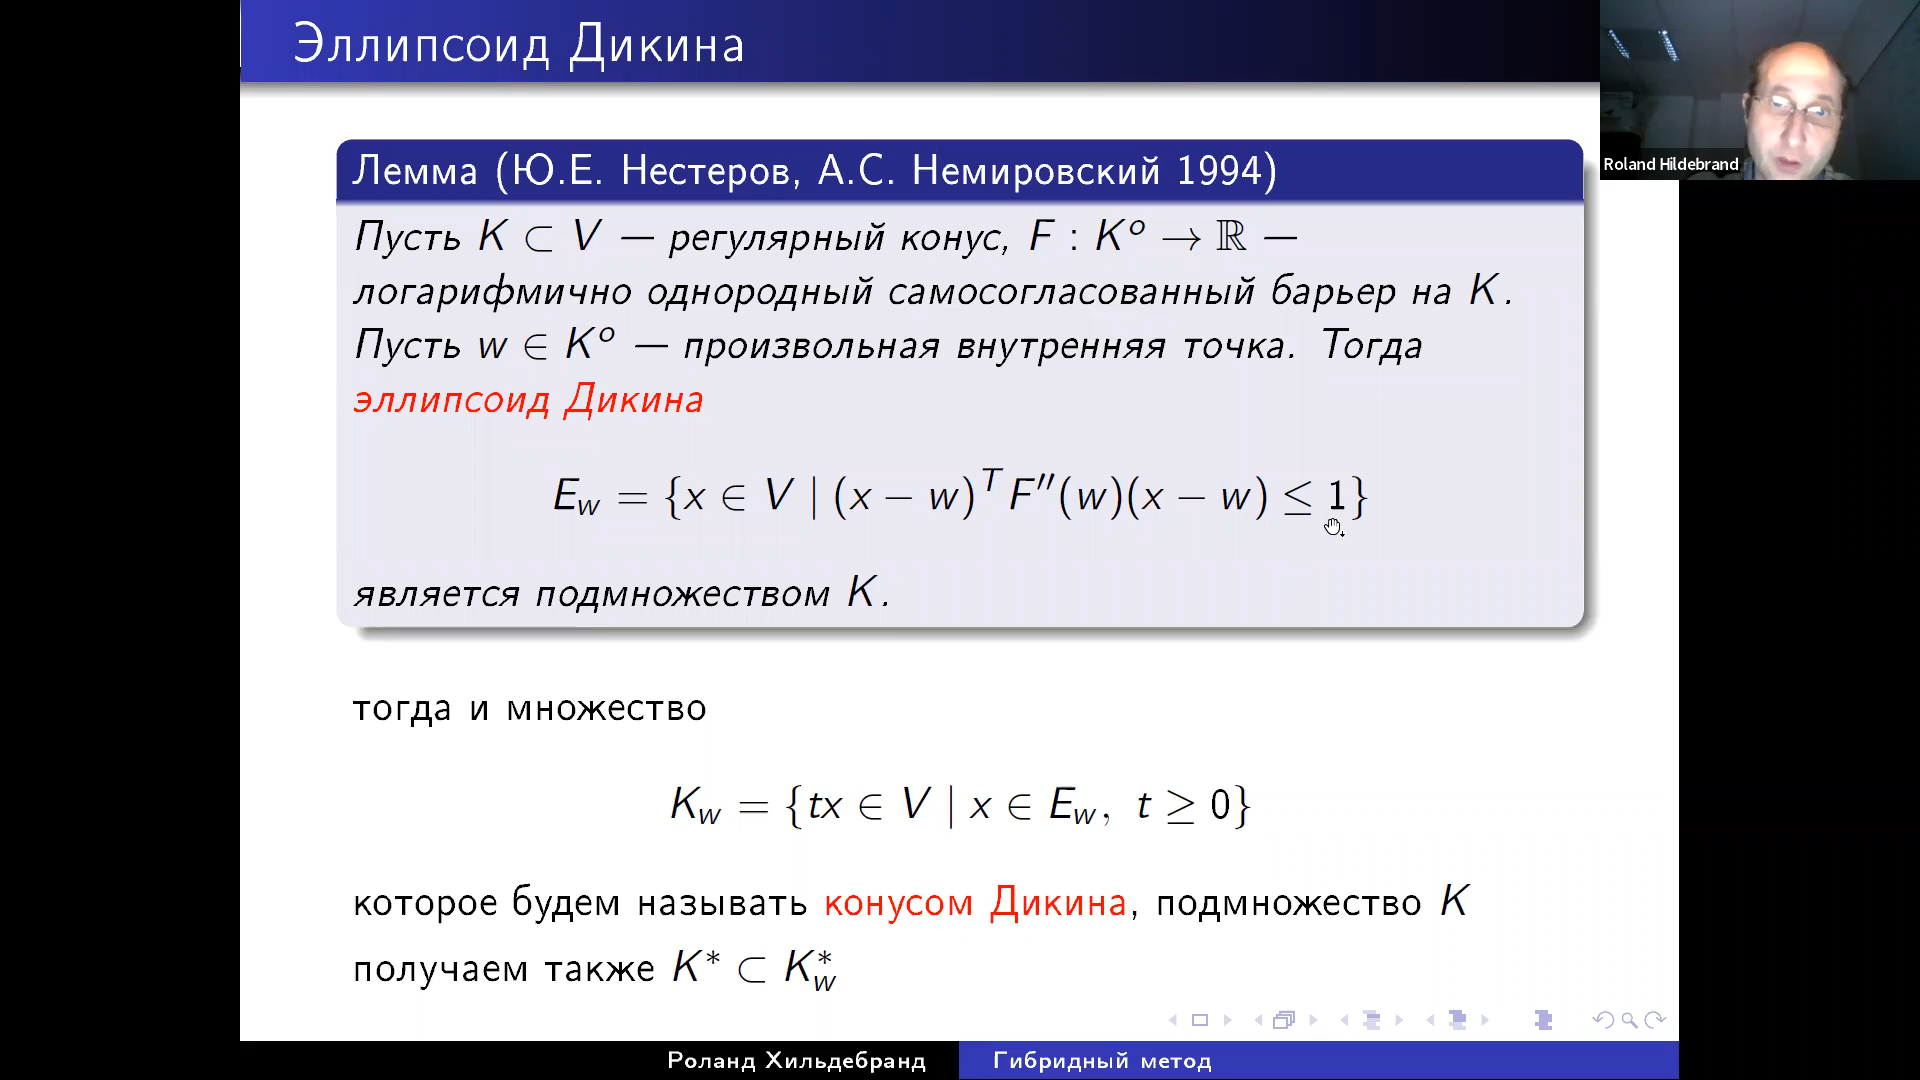 Эллипсоид Дикина
Roland Hildebrand
Лемма (Ю.Е. Нестеров, А.С. Немировский 1994)
Пусть K ⊂ V — регулярный конус, F : K° → ℝ —
логарифмично однородный самосогласованный барьер на K.
Пусть w ∈ K° — произвольная внутренняя точка. Тогда
эллипсоид Дикина
E_w = {x ∈ V | (x − w)^T F′′(w)(x − w) ≤ 1}
является подмножеством K.
тогда и множество
K_w = {tx ∈ V | x ∈ E_w, t ≥ 0}
которое будем называть конусом Дикина, подмножество K
получаем также K* ⊂ K*_w
Роланд Хильдебранд
Гибридный метод